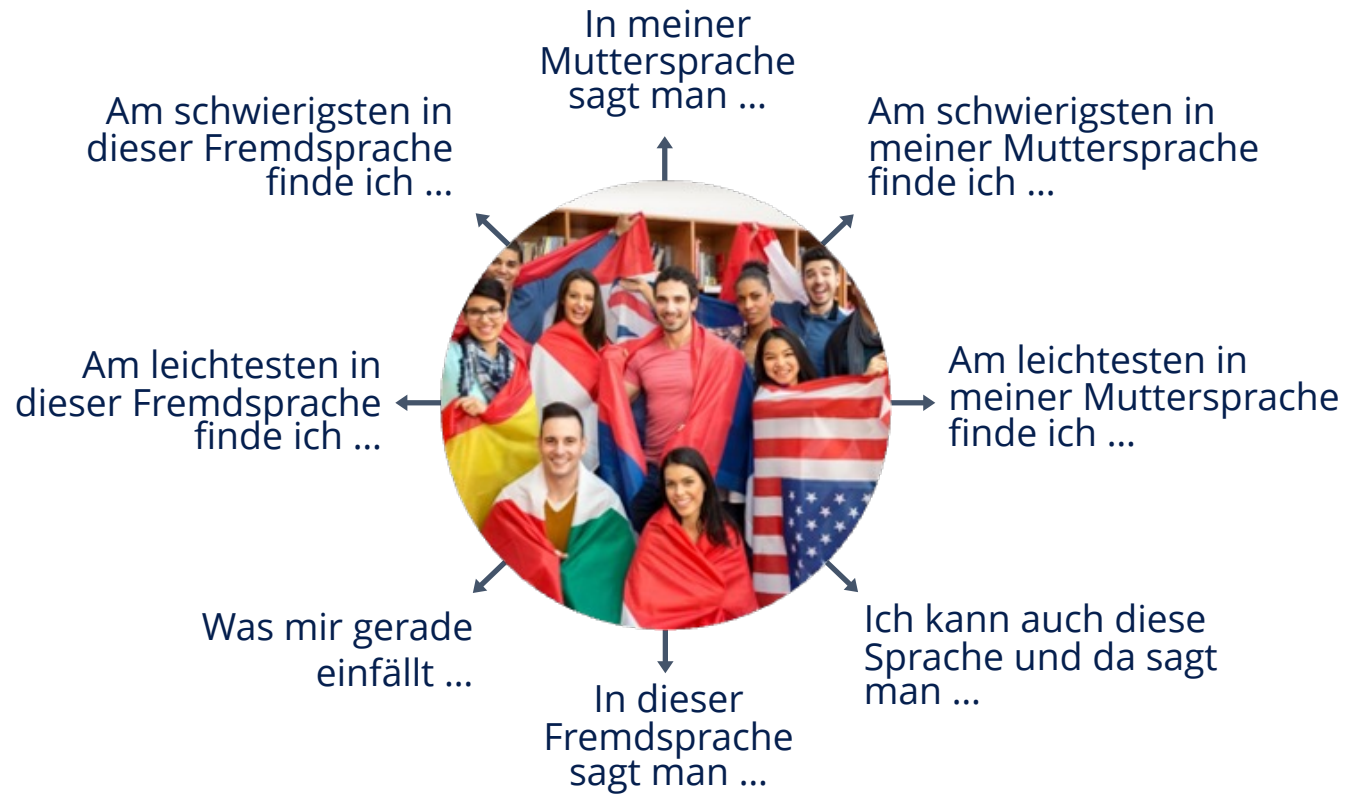 In meiner
Muttersprache
sagt man ...
Am schwierigsten in
dieser Fremdsprache
finde ich ...
Am schwierigsten in
meiner Muttersprache
finde ich ...
Am leichtesten in
dieser Fremdsprache
finde ich ...
Am leichtesten in
meiner Muttersprache
finde ich ...
Was mir gerade
einfällt ...
Ich kann auch diese
Sprache und da sagt
man ...
In dieser
Fremdsprache
sagt man ...